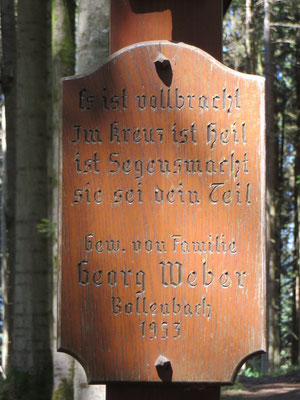 Es ist vollbracht
Im Kreuz ist Heil
ist Segensmacht
sie sei dein Teil
gew. von Familie
Georg Weber
Bollenbach
1933